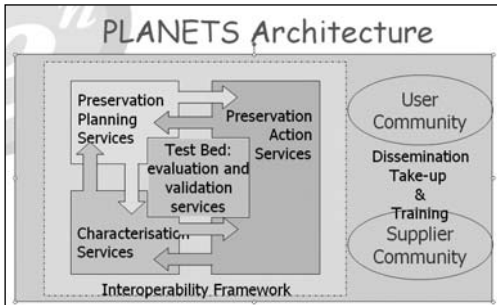 PLANETS Architecture
Preservation
Planning
Services
Preservation
Action
Services
Test Bed:
evaluation and
validation
services
Characterisation
Services
Interoperability Framework
User
Community
Dissemination
Take-up
&
Training
Supplier
Community